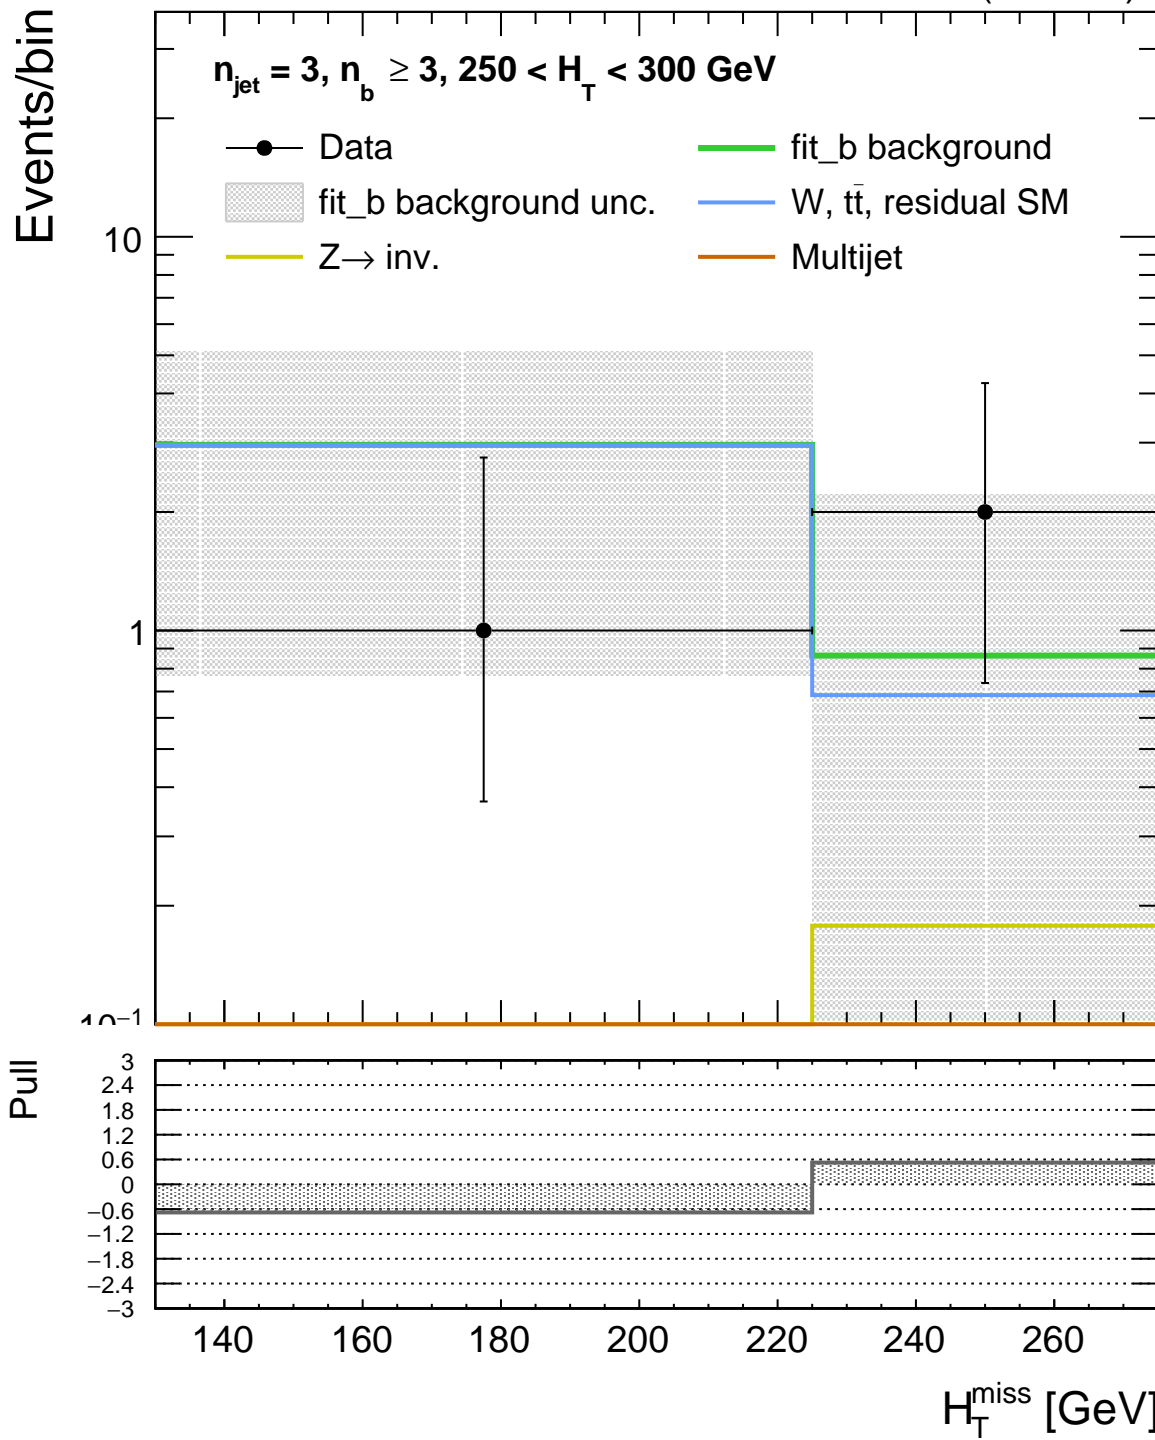 n_jet = 3, n_b ≥ 3, 250 < H_T < 300 GeV
Data
fit_b background
fit_b background unc.
W, tt̄, residual SM
Z→ inv.
Multijet
Events/bin
10
1
10⁻¹
Pull
3
2.4
1.8
1.2
0.6
0
−0.6
−1.2
−1.8
−2.4
−3
140 160 180 200 220 240 260
H_T^miss [GeV]